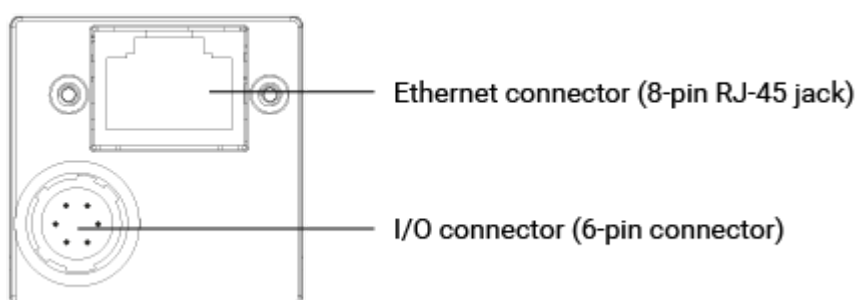 Ethernet connector (8-pin RJ-45 jack)
I/O connector (6-pin connector)